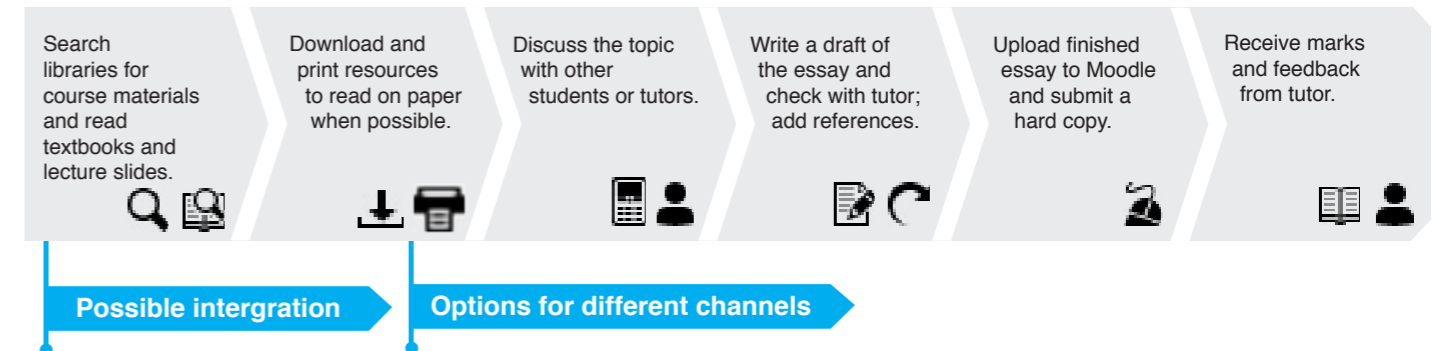 Search
libraries for
course materials
and read
textbooks and
lecture slides.
Download and
print resources
to read on paper
when possible.
Discuss the topic
with other
students or tutors.
Write a draft of
the essay and
check with tutor;
add references.
Upload finished
essay to Moodle
and submit a
hard copy.
Receive marks
and feedback
from tutor.
Possible intergration
Options for different channels